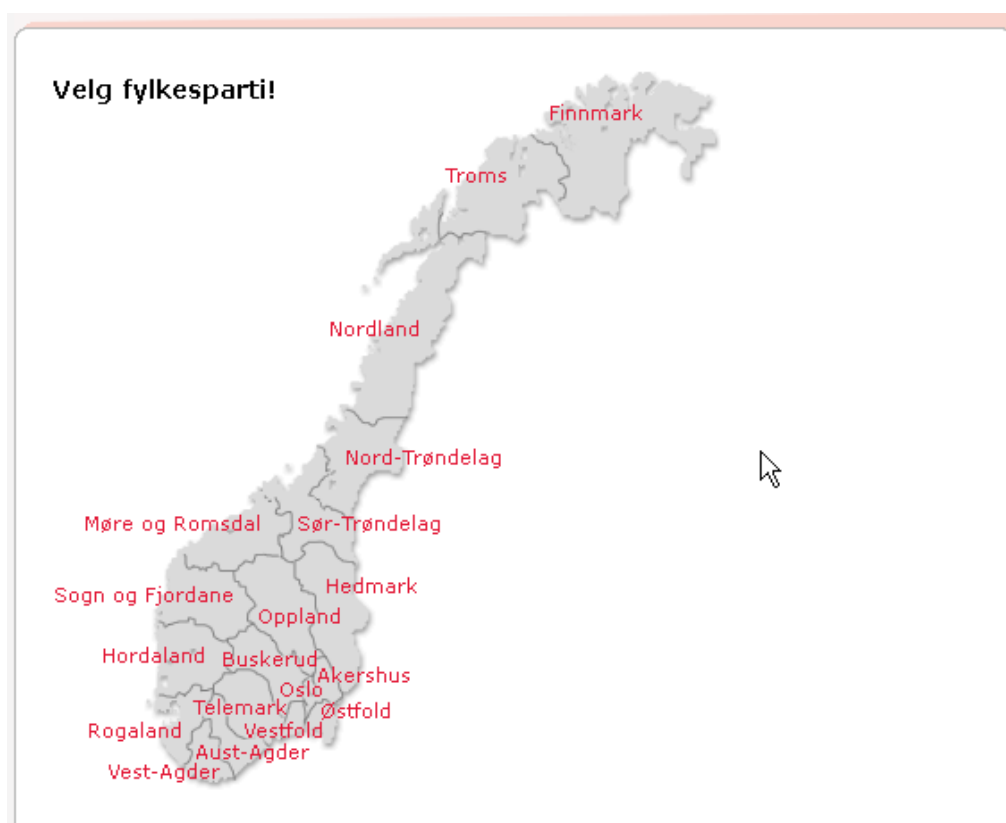 Velg fylkesparti!
Finnmark
Troms
Nordland
Nord-Trøndelag
Møre og Romsdal
Sør-Trøndelag
Hedmark
Sogn og Fjordane
Oppland
Hordaland
Buskerud
Akershus
Oslo
Telemark
Østfold
Rogaland
Vestfold
Aust-Agder
Vest-Agder